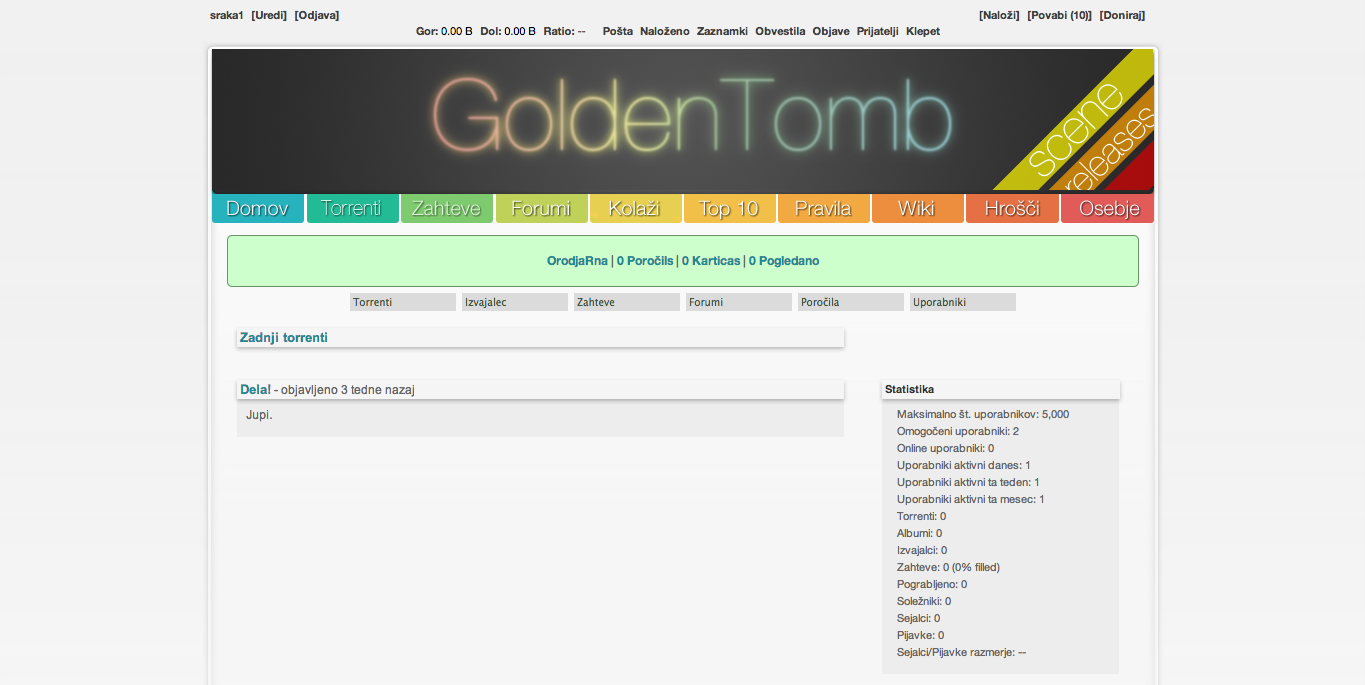 sraka1 [Uredi] [Odjava] [Naloži] [Povabi (10)] [Doniraj]
Gor: 0.00 B Dol: 0.00 B Ratio: -- Pošta Naloženo Zaznamki Obvestila Objave Prijatelji Klepet
GoldenTomb
scene
releases
Domov Torrenti Zahteve Forumi Kolaži Top 10 Pravila Wiki Hrošči Osebje
OrodjaRna | 0 Poročils | 0 Karticas | 0 Pogledano
Torrenti Izvajalec Zahteve Forumi Poročila Uporabniki
Zadnji torrenti
Dela! - objavljeno 3 tedne nazaj
Jupi.
Statistika
Maksimalno št. uporabnikov: 5,000
Omogočeni uporabniki: 2
Online uporabniki: 0
Uporabniki aktivni danes: 1
Uporabniki aktivni ta teden: 1
Uporabniki aktivni ta mesec: 1
Torrenti: 0
Albumi: 0
Izvajalci: 0
Zahteve: 0 (0% filled)
Pograbljeno: 0
Soležniki: 0
Sejalci: 0
Pijavke: 0
Sejalci/Pijavke razmerje: --